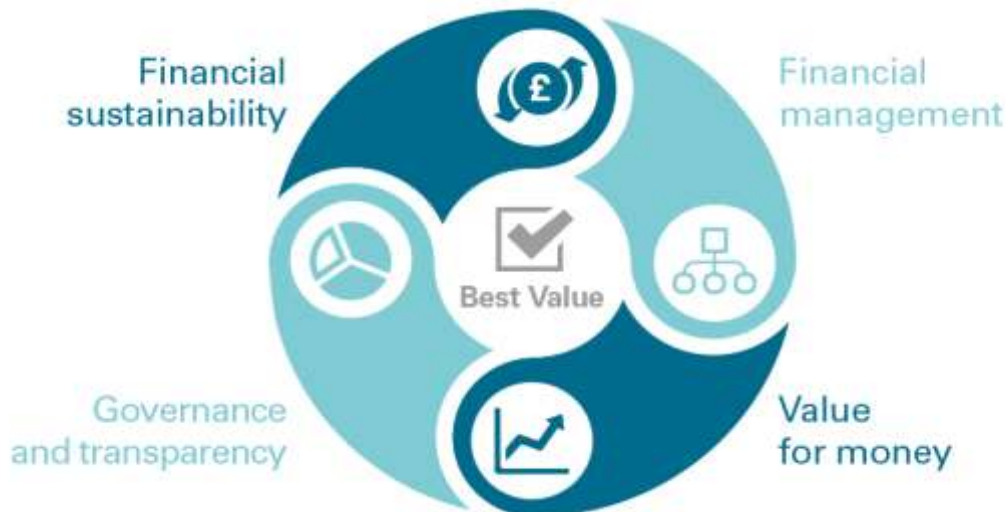 Financial
sustainability
Financial
management
£
Best Value
Governance
and transparency
Value
for money